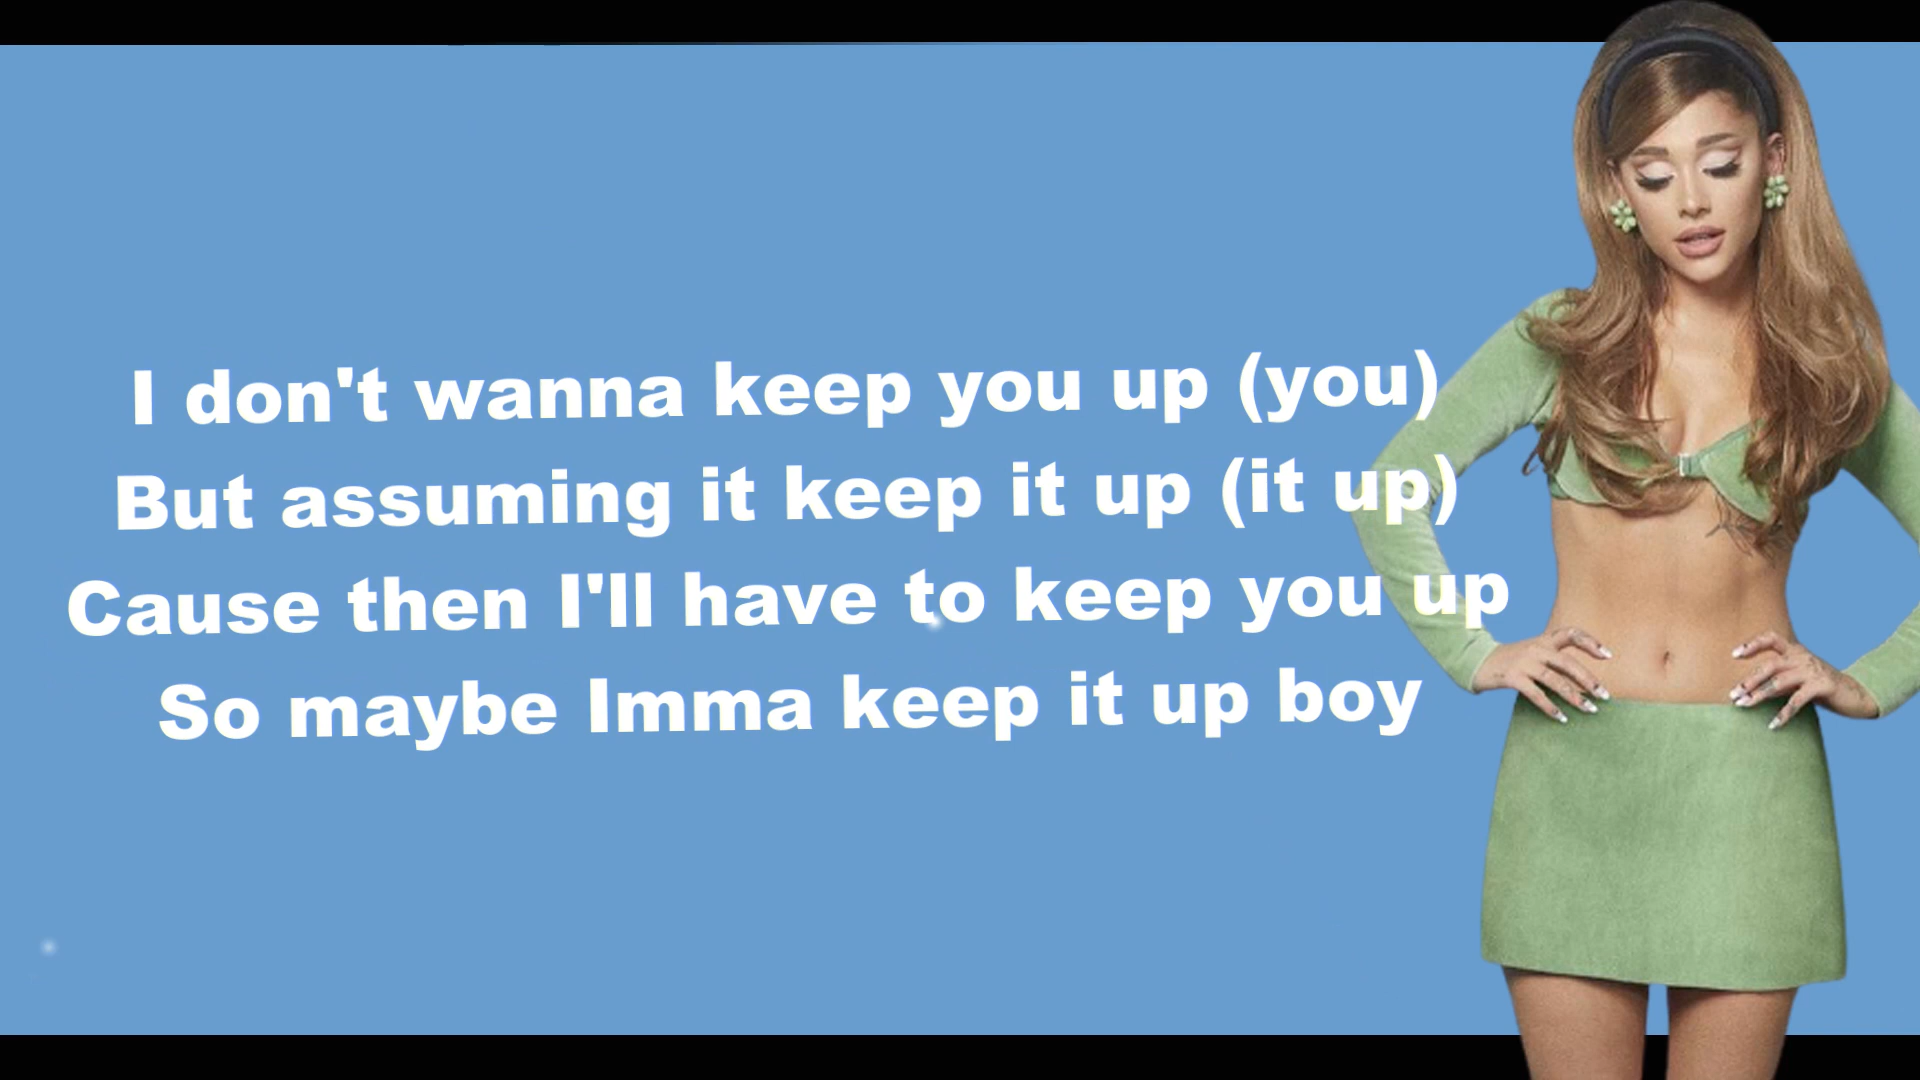 I don't wanna keep you up (you)
But assuming it keep it up (it up)
Cause then I'll have to keep you up
So maybe Imma keep it up boy